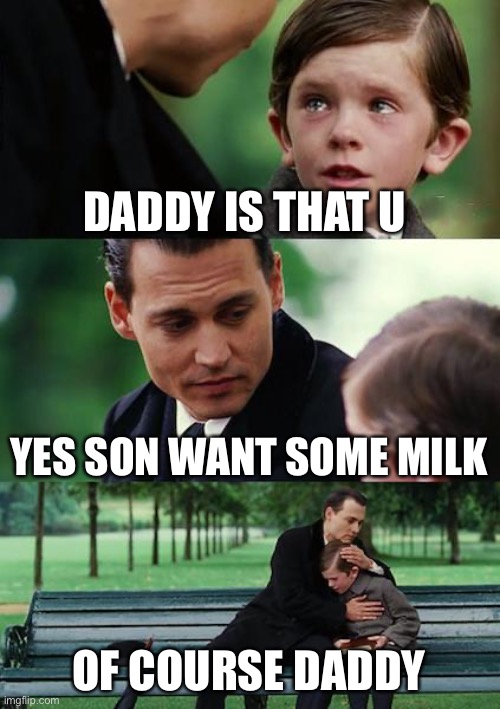 DADDY IS THAT U
YES SON WANT SOME MILK
OF COURSE DADDY
imgflip.com